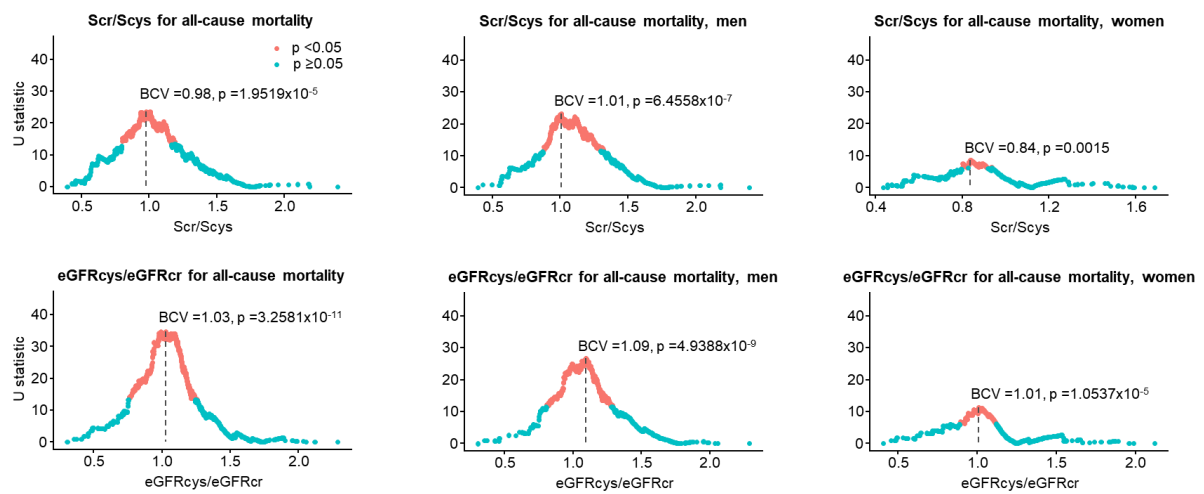 Scr/Scys for all-cause mortality
U statistic
40
30
20
10
0
p <0.05
p ≥0.05
BCV =0.98, p =1.9519x10⁻⁵
0.5 1.0 1.5 2.0
Scr/Scys
Scr/Scys for all-cause mortality, men
40
30
20
10
0
BCV =1.01, p =6.4558x10⁻⁷
0.5 1.0 1.5 2.0
Scr/Scys
Scr/Scys for all-cause mortality, women
40
30
20
10
0
BCV =0.84, p =0.0015
0.4 0.8 1.2 1.6
Scr/Scys
eGFRcys/eGFRcr for all-cause mortality
U statistic
40
30
20
10
0
BCV =1.03, p =3.2581x10⁻¹¹
0.5 1.0 1.5 2.0
eGFRcys/eGFRcr
eGFRcys/eGFRcr for all-cause mortality, men
40
30
20
10
0
BCV =1.09, p =4.9388x10⁻⁹
0.5 1.0 1.5 2.0
eGFRcys/eGFRcr
eGFRcys/eGFRcr for all-cause mortality, women
40
30
20
10
0
BCV =1.01, p =1.0537x10⁻⁵
0.5 1.0 1.5 2.0
eGFRcys/eGFRcr